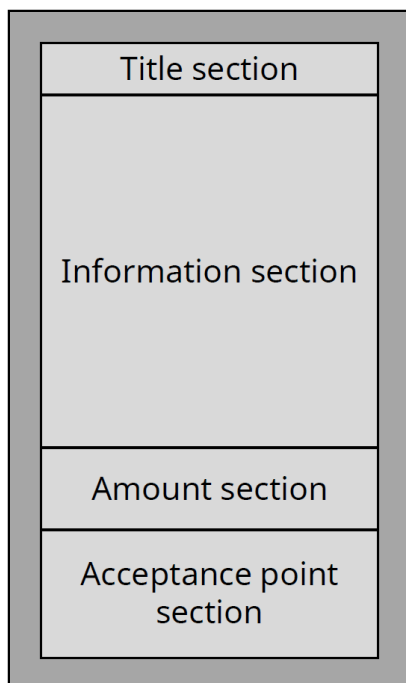 Title section
Information section
Amount section
Acceptance point
section